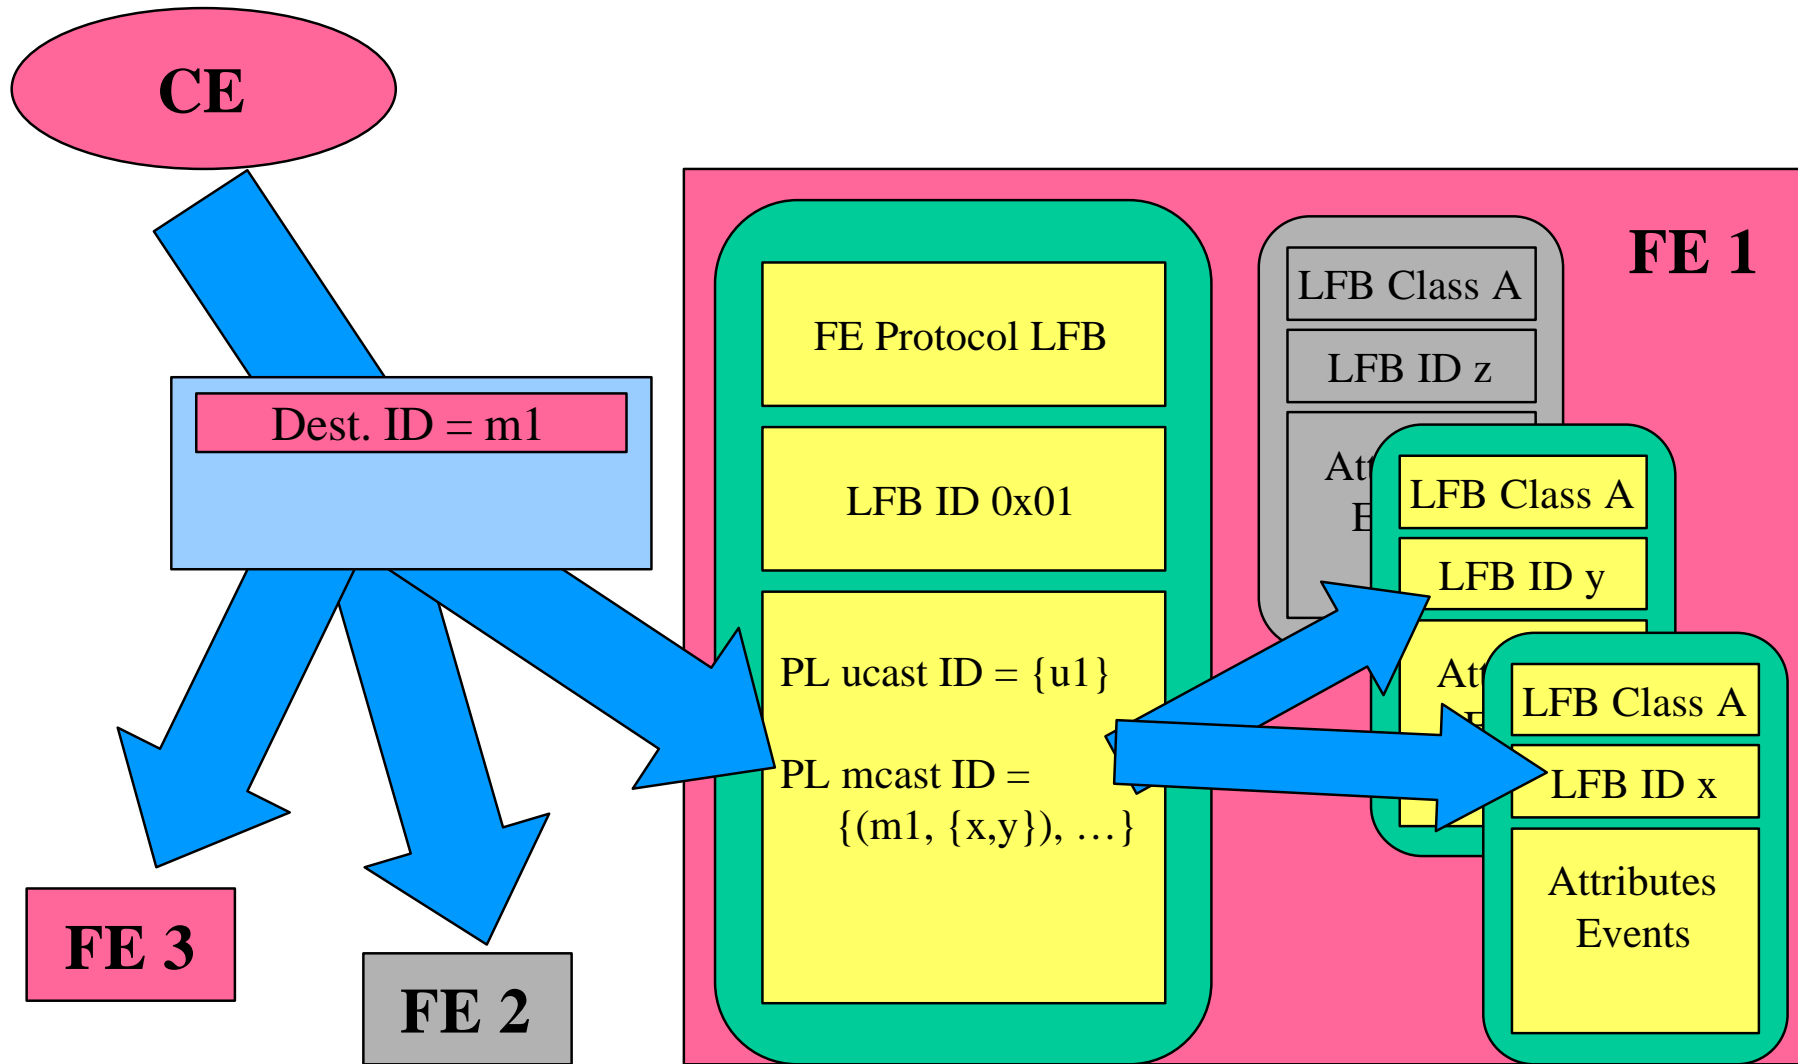 CE
Dest. ID = m1
FE 3
FE 2
FE 1
FE Protocol LFB
LFB ID 0x01
PL ucast ID = {u1}
PL mcast ID =
{(m1, {x,y}), …}
LFB Class A
LFB ID z
LFB Class A
LFB ID y
LFB Class A
LFB ID x
Attributes
Events